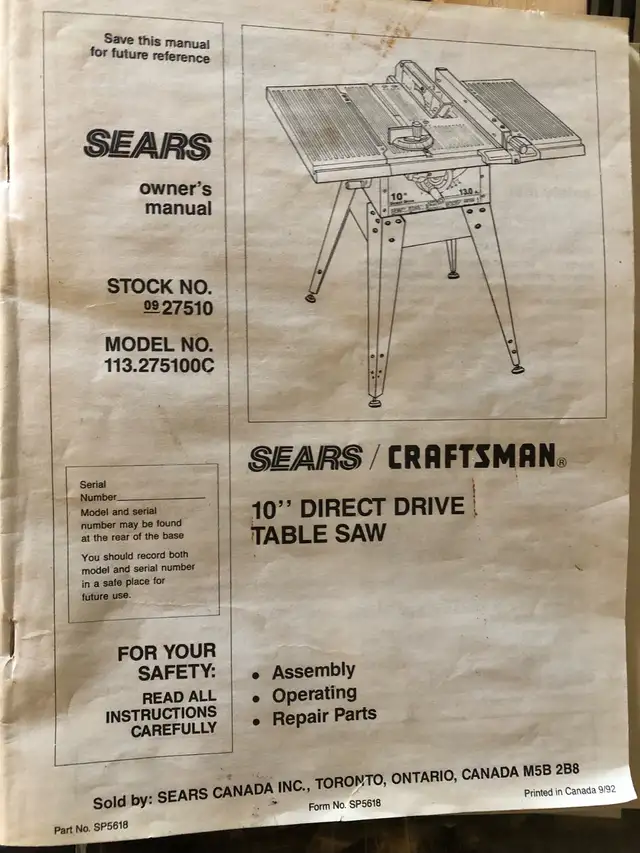 Save this manual
for future reference
SEARS
owner's
manual
STOCK NO.
09 27510
MODEL NO.
113.275100C
Serial
Number
Model and serial
number may be found
at the rear of the base
You should record both
model and serial number
in a safe place for
future use.
FOR YOUR
SAFETY:
READ ALL
INSTRUCTIONS
CAREFULLY
10"
13.0
SEARS / CRAFTSMAN®
10'' DIRECT DRIVE
TABLE SAW
• Assembly
• Operating
• Repair Parts
Sold by: SEARS CANADA INC., TORONTO, ONTARIO, CANADA M5B 2B8
Part No. SP5618
Form No. SP5618
Printed in Canada 9/92